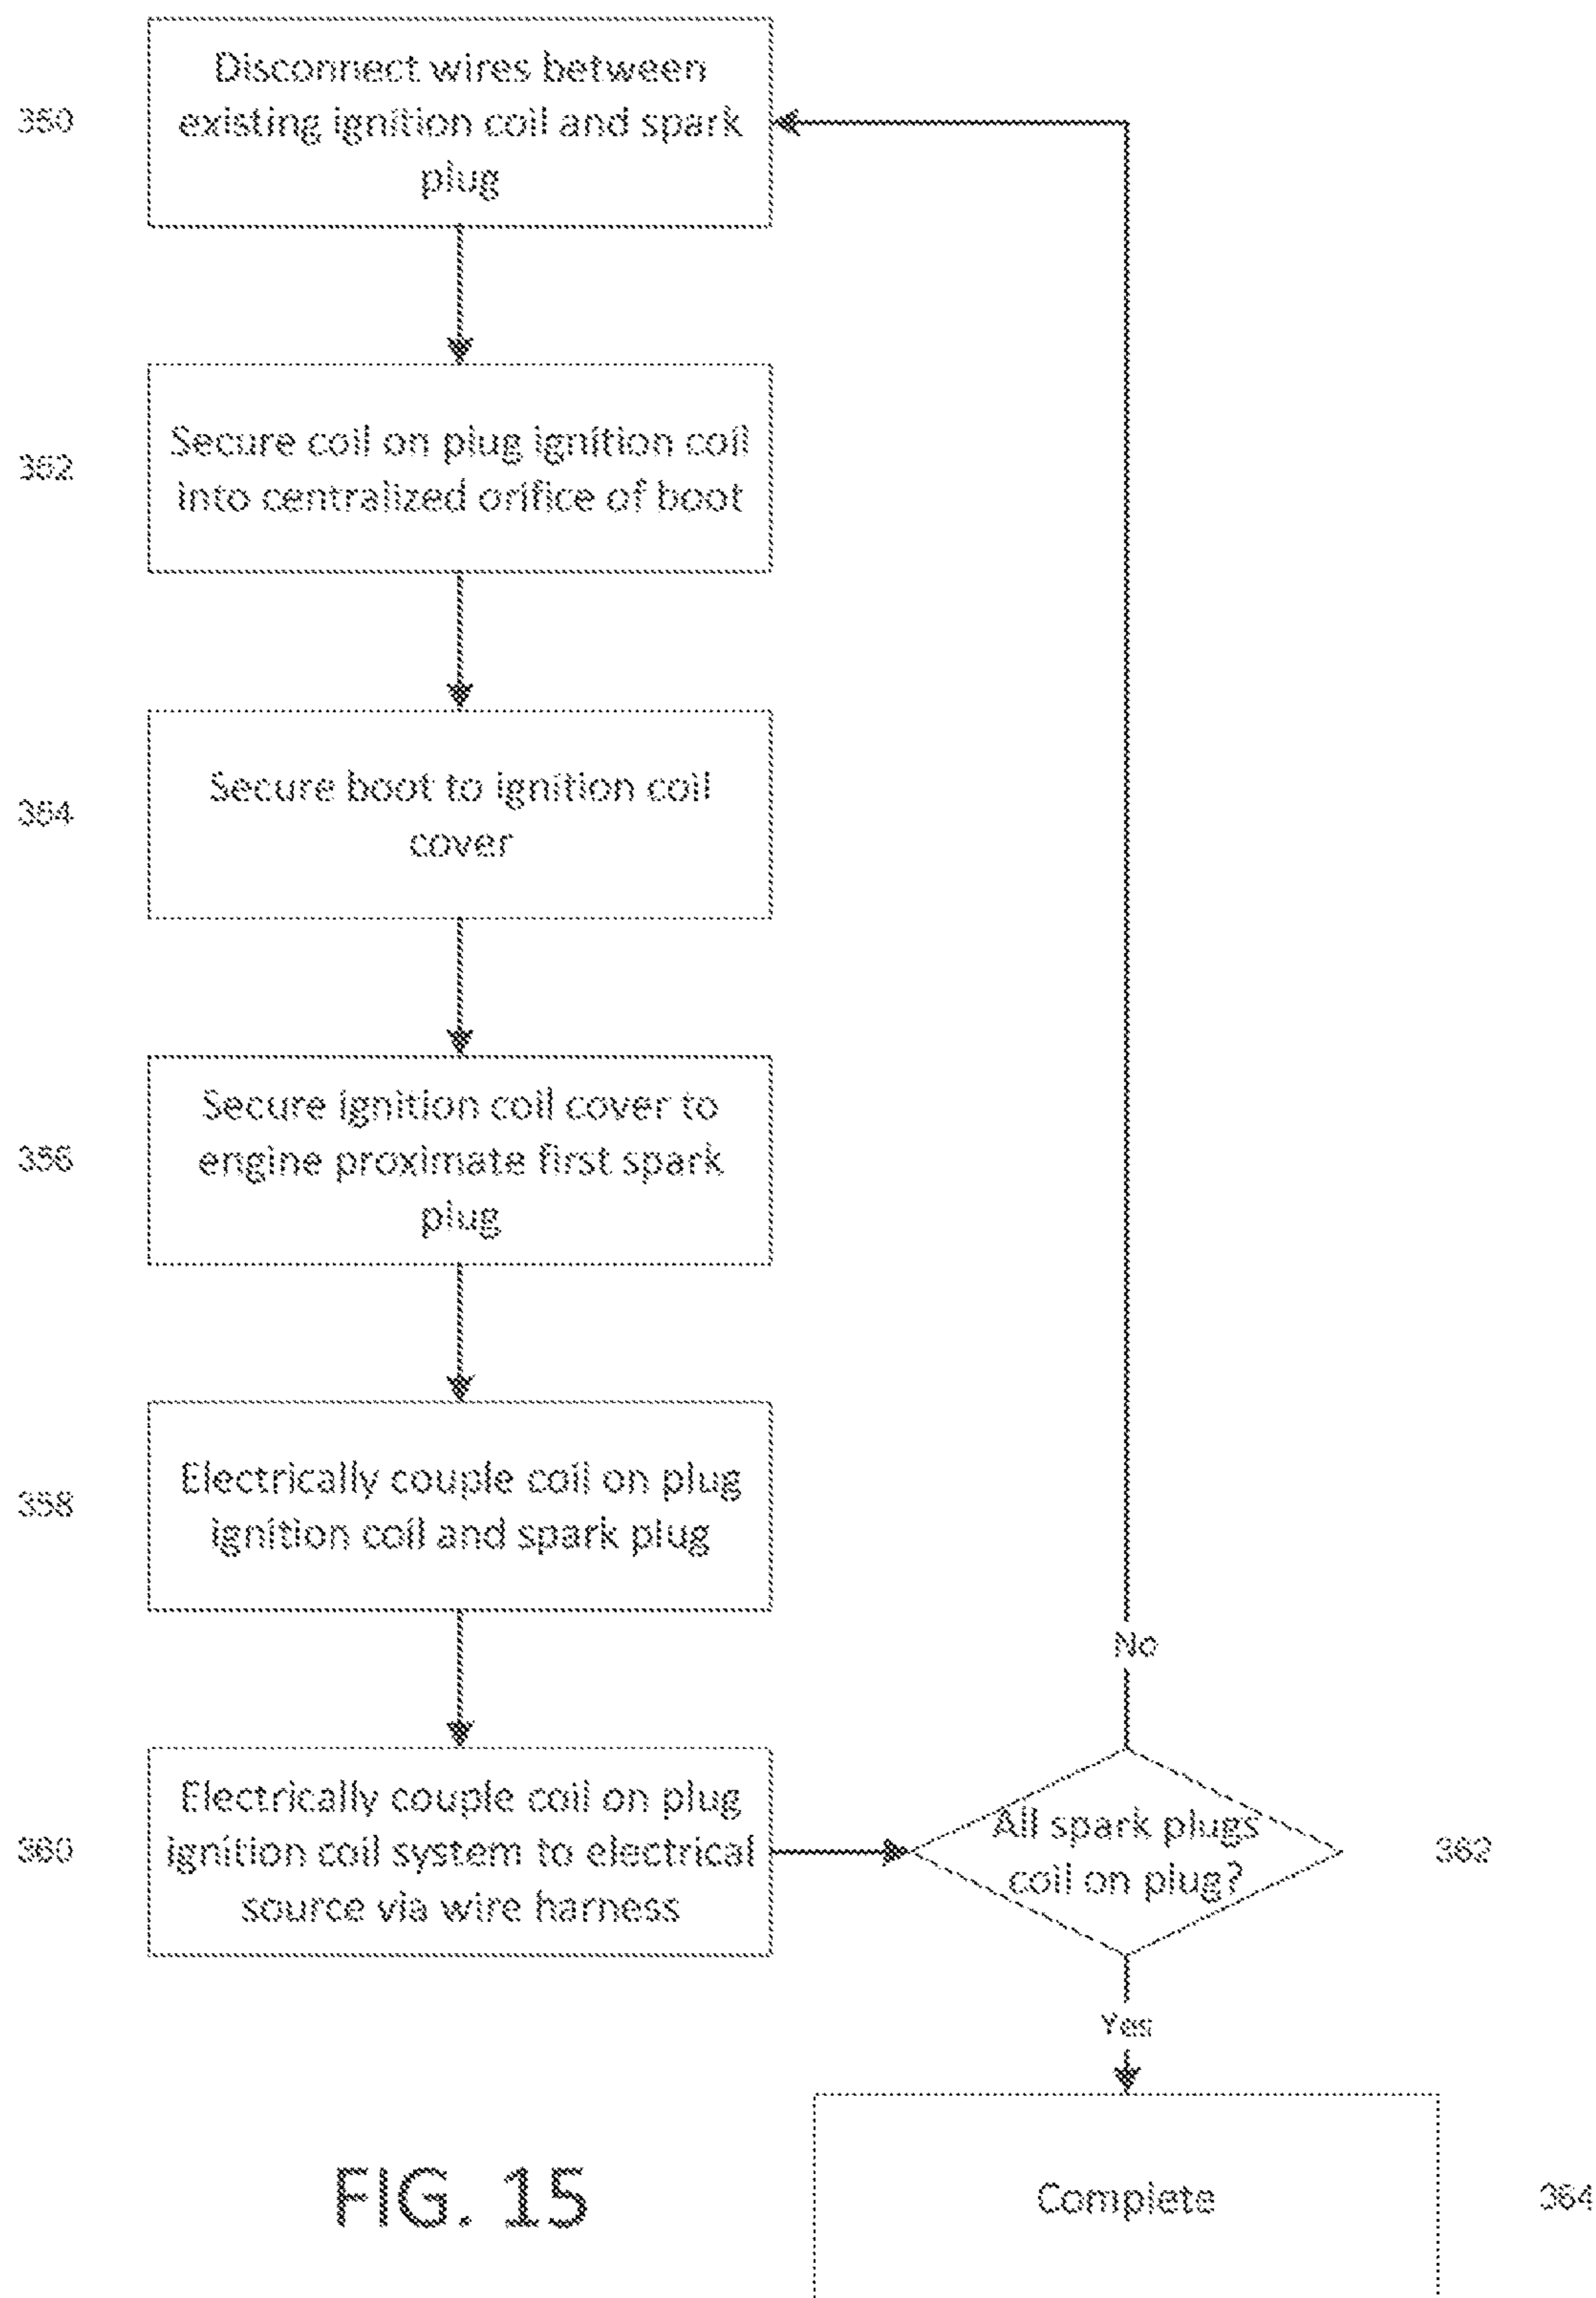 350
Disconnect wires between
existing ignition coil and spark
plug
352
Secure coil on plug ignition coil
into centralized orifice of boot
354
Secure boot to ignition coil
cover
356
Secure ignition coil cover to
engine proximate first spark
plug
358
Electrically couple coil on plug
ignition coil and spark plug
No
360
Electrically couple coil on plug
ignition coil system to electrical
source via wire harness
All spark plugs
coil on plug?
362
Yes
Complete
364
FIG. 15